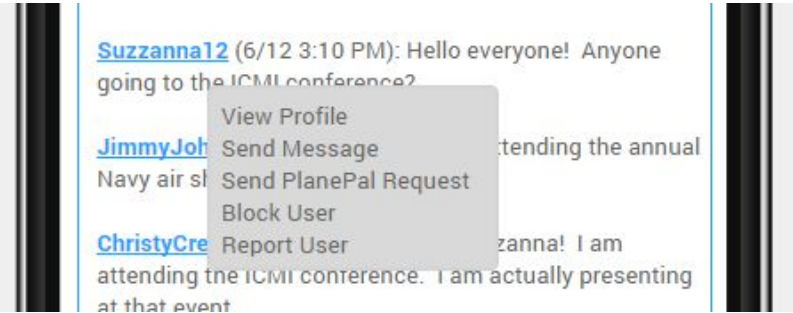 Suzzanna12 (6/12 3:10 PM): Hello everyone!  Anyone
going to the ICMI conference?
View Profile
JimmyJoh
Send Message
tending the annual
Navy air sh
Send PlanePal Request
Block User
ChristyCre
Report User
zanna!  I am
attending the ICMI conference.  I am actually presenting
at that event.